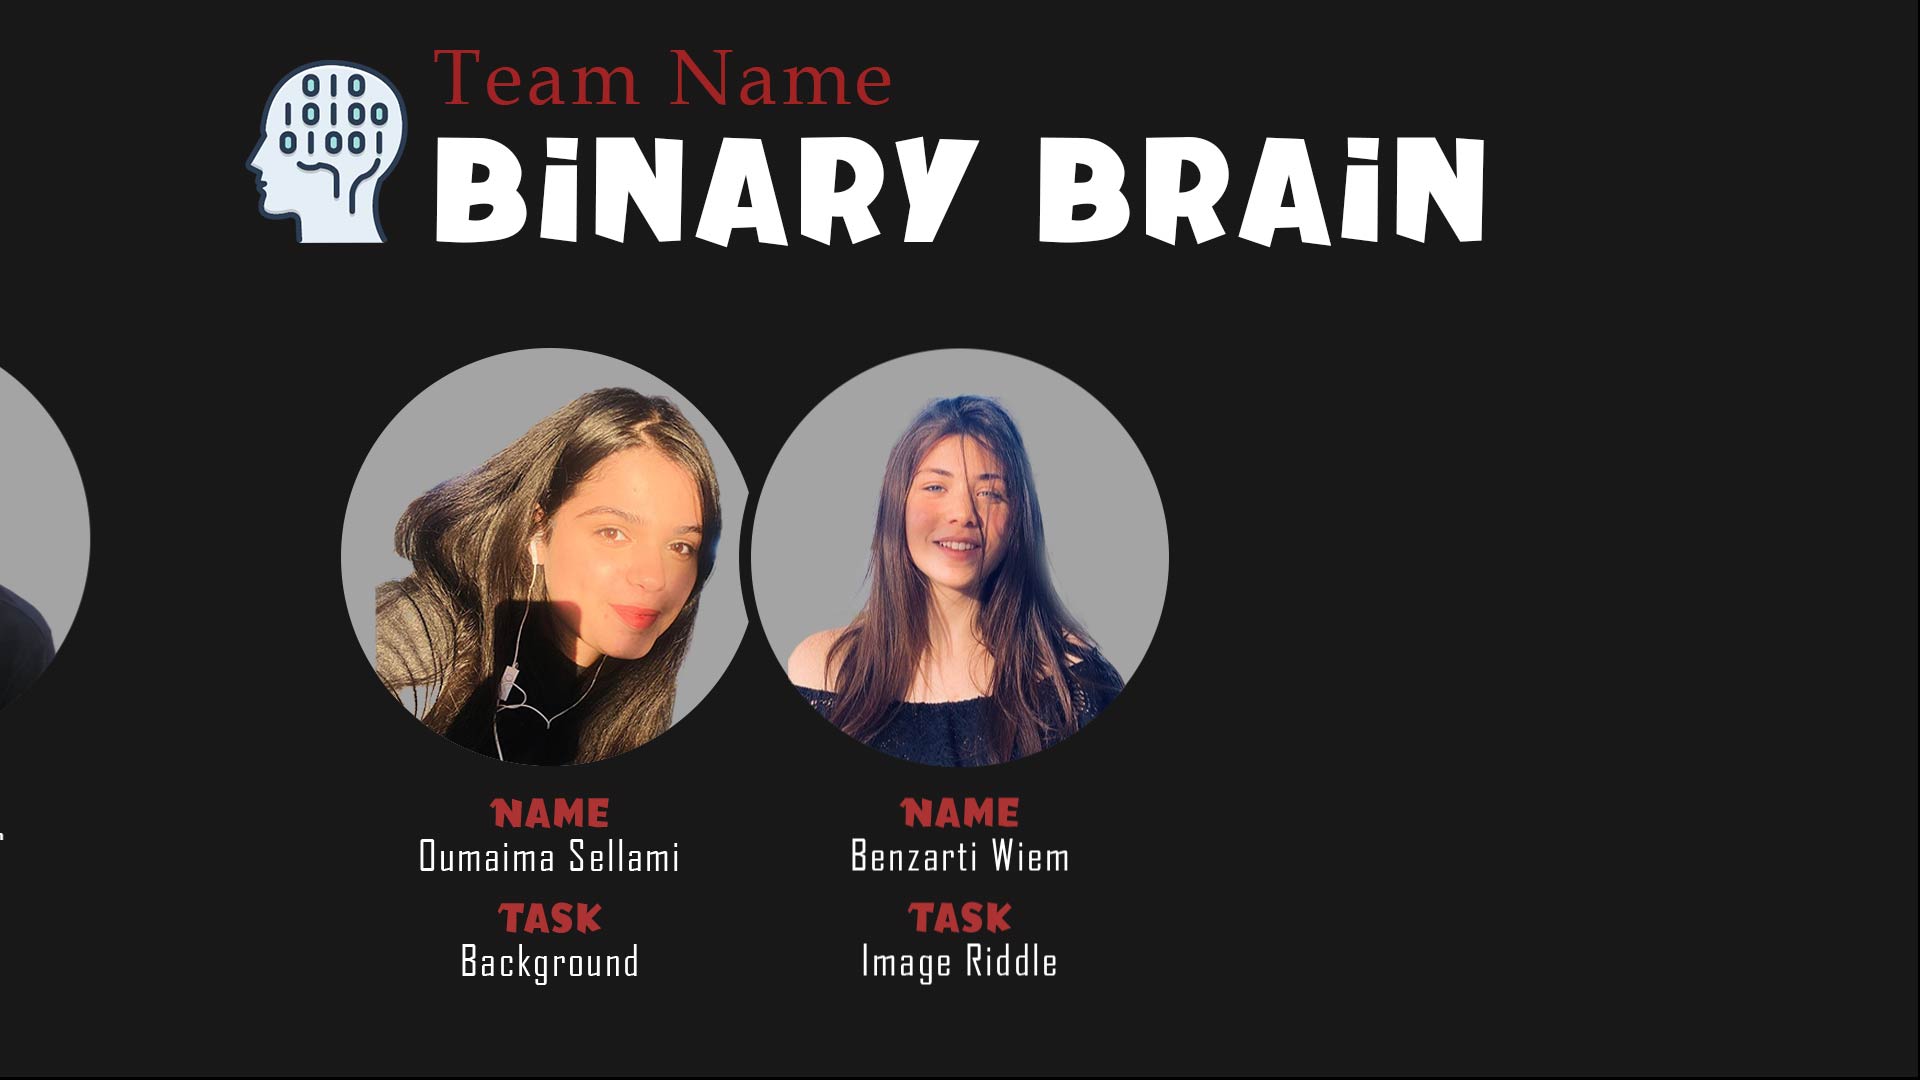 010
10100
01001
Team Name
BiNARY BRAiN
NAME
Oumaima Sellami
TASK
Background
NAME
Benzarti Wiem
TASK
Image Riddle